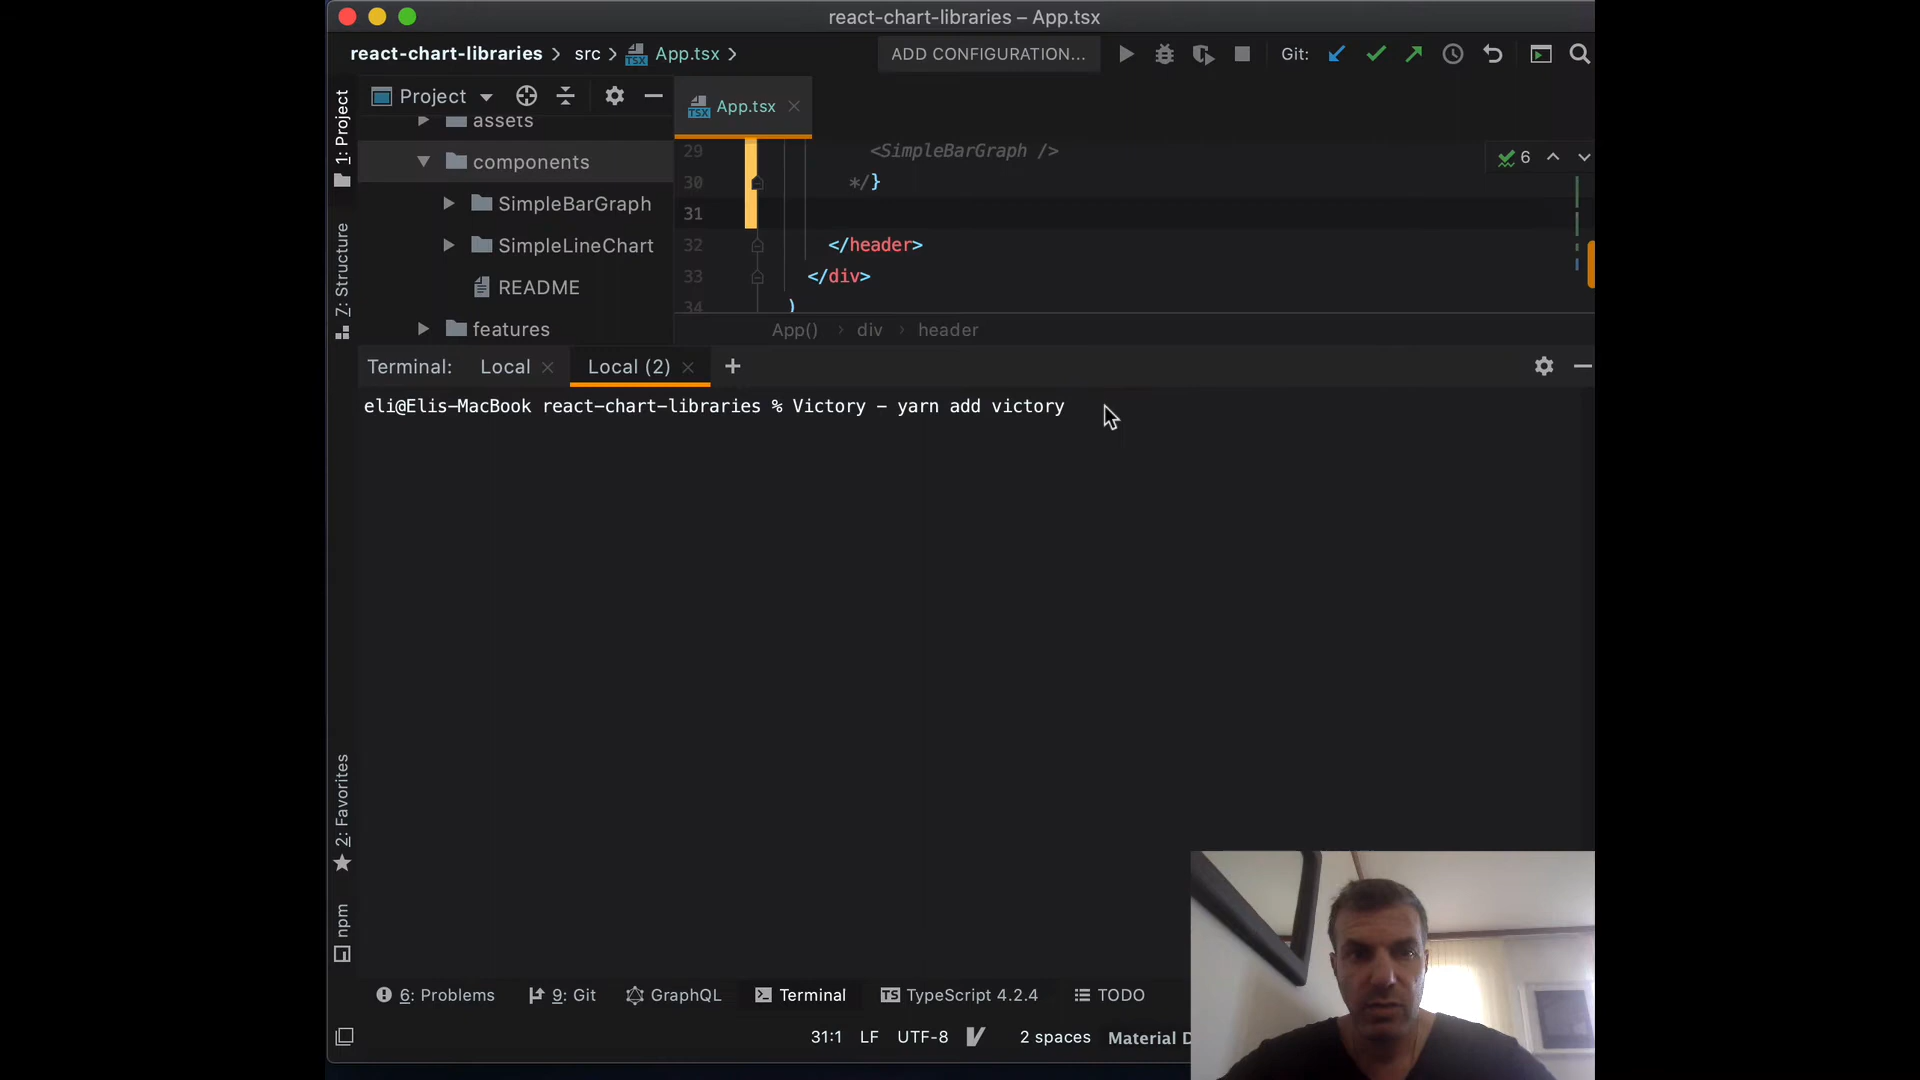 react-chart-libraries – App.tsx
react-chart-libraries > src > App.tsx >
ADD CONFIGURATION...
Git:
Project
App.tsx
1: Project
7: Structure
2: Favorites
npm
assets
components
SimpleBarGraph
SimpleLineChart
README
features
29 <SimpleBarGraph />
30 */}
31
32 </header>
33 </div>
34 )
6
App() > div > header
Terminal: Local Local (2) +
eli@Elis-MacBook react-chart-libraries % Victory - yarn add victory
6: Problems 9: Git GraphQL Terminal TS TypeScript 4.2.4 TODO
31:1 LF UTF-8 2 spaces Material D